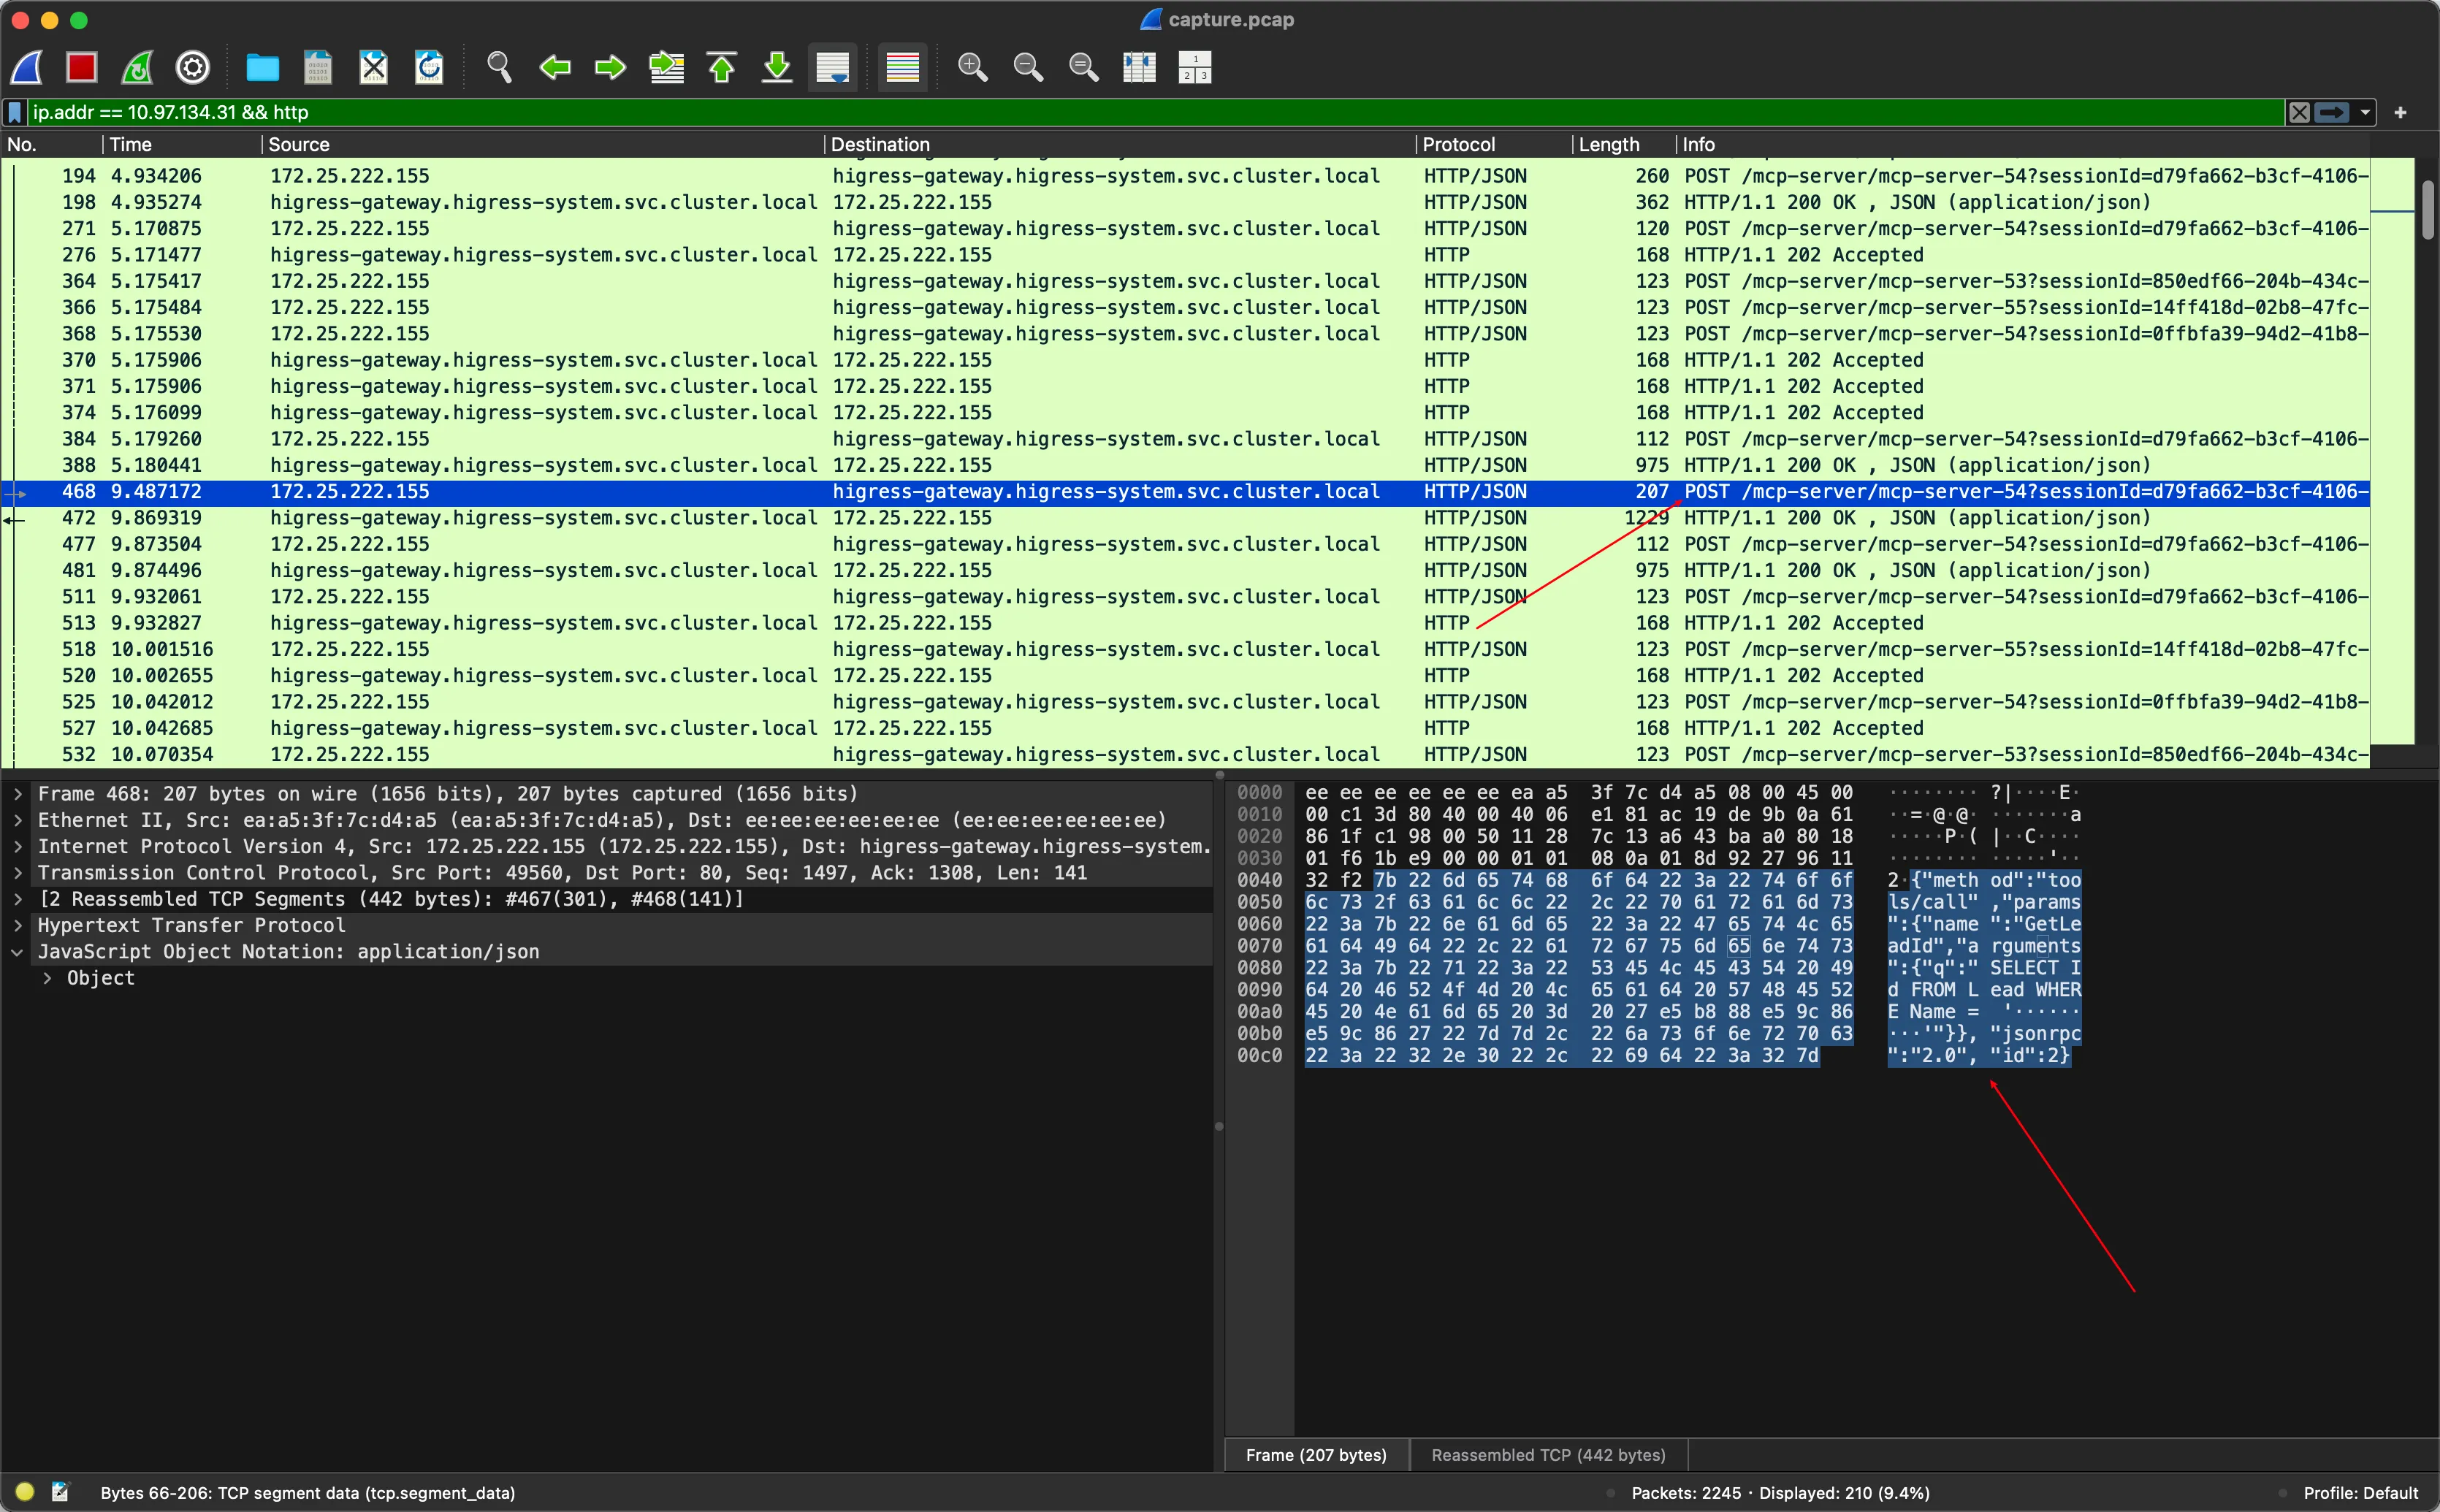 capture.pcap
ip.addr == 10.97.134.31 && http
No. Time Source Destination Protocol Length Info
194 4.934206 172.25.222.155 higress-gateway.higress-system.svc.cluster.local HTTP/JSON 260 POST /mcp-server/mcp-server-54?sessionId=d79fa662-b3cf-4106-
198 4.935274 higress-gateway.higress-system.svc.cluster.local 172.25.222.155 HTTP/JSON 362 HTTP/1.1 200 OK , JSON (application/json)
271 5.170875 172.25.222.155 higress-gateway.higress-system.svc.cluster.local HTTP/JSON 120 POST /mcp-server/mcp-server-54?sessionId=d79fa662-b3cf-4106-
276 5.171477 higress-gateway.higress-system.svc.cluster.local 172.25.222.155 HTTP 168 HTTP/1.1 202 Accepted
364 5.175417 172.25.222.155 higress-gateway.higress-system.svc.cluster.local HTTP/JSON 123 POST /mcp-server/mcp-server-53?sessionId=850edf66-204b-434c-
366 5.175484 172.25.222.155 higress-gateway.higress-system.svc.cluster.local HTTP/JSON 123 POST /mcp-server/mcp-server-55?sessionId=14ff418d-02b8-47fc-
368 5.175530 172.25.222.155 higress-gateway.higress-system.svc.cluster.local HTTP/JSON 123 POST /mcp-server/mcp-server-54?sessionId=0ffbfa39-94d2-41b8-
370 5.175906 higress-gateway.higress-system.svc.cluster.local 172.25.222.155 HTTP 168 HTTP/1.1 202 Accepted
371 5.175906 higress-gateway.higress-system.svc.cluster.local 172.25.222.155 HTTP 168 HTTP/1.1 202 Accepted
374 5.176099 higress-gateway.higress-system.svc.cluster.local 172.25.222.155 HTTP 168 HTTP/1.1 202 Accepted
384 5.179260 172.25.222.155 higress-gateway.higress-system.svc.cluster.local HTTP/JSON 112 POST /mcp-server/mcp-server-54?sessionId=d79fa662-b3cf-4106-
388 5.180441 higress-gateway.higress-system.svc.cluster.local 172.25.222.155 HTTP/JSON 975 HTTP/1.1 200 OK , JSON (application/json)
468 9.487172 172.25.222.155 higress-gateway.higress-system.svc.cluster.local HTTP/JSON 207 POST /mcp-server/mcp-server-54?sessionId=d79fa662-b3cf-4106-
472 9.869319 higress-gateway.higress-system.svc.cluster.local 172.25.222.155 HTTP/JSON 1229 HTTP/1.1 200 OK , JSON (application/json)
477 9.873504 172.25.222.155 higress-gateway.higress-system.svc.cluster.local HTTP/JSON 112 POST /mcp-server/mcp-server-54?sessionId=d79fa662-b3cf-4106-
481 9.874496 higress-gateway.higress-system.svc.cluster.local 172.25.222.155 HTTP/JSON 975 HTTP/1.1 200 OK , JSON (application/json)
511 9.932061 172.25.222.155 higress-gateway.higress-system.svc.cluster.local HTTP/JSON 123 POST /mcp-server/mcp-server-54?sessionId=d79fa662-b3cf-4106-
513 9.932827 higress-gateway.higress-system.svc.cluster.local 172.25.222.155 HTTP 168 HTTP/1.1 202 Accepted
518 10.001516 172.25.222.155 higress-gateway.higress-system.svc.cluster.local HTTP/JSON 123 POST /mcp-server/mcp-server-55?sessionId=14ff418d-02b8-47fc-
520 10.002655 higress-gateway.higress-system.svc.cluster.local 172.25.222.155 HTTP 168 HTTP/1.1 202 Accepted
525 10.042012 172.25.222.155 higress-gateway.higress-system.svc.cluster.local HTTP/JSON 123 POST /mcp-server/mcp-server-54?sessionId=0ffbfa39-94d2-41b8-
527 10.042685 higress-gateway.higress-system.svc.cluster.local 172.25.222.155 HTTP 168 HTTP/1.1 202 Accepted
532 10.070354 172.25.222.155 higress-gateway.higress-system.svc.cluster.local HTTP/JSON 123 POST /mcp-server/mcp-server-53?sessionId=850edf66-204b-434c-
Frame 468: 207 bytes on wire (1656 bits), 207 bytes captured (1656 bits)
Ethernet II, Src: ea:a5:3f:7c:d4:a5 (ea:a5:3f:7c:d4:a5), Dst: ee:ee:ee:ee:ee:ee (ee:ee:ee:ee:ee:ee)
Internet Protocol Version 4, Src: 172.25.222.155 (172.25.222.155), Dst: higress-gateway.higress-system.
Transmission Control Protocol, Src Port: 49560, Dst Port: 80, Seq: 1497, Ack: 1308, Len: 141
[2 Reassembled TCP Segments (442 bytes): #467(301), #468(141)]
Hypertext Transfer Protocol
JavaScript Object Notation: application/json
Object
0000 ee ee ee ee ee ee ea a5 3f 7c d4 a5 08 00 45 00 ········ ?|····E·
0010 00 c1 3d 80 40 00 40 06 e1 81 ac 19 de 9b 0a 61 ··=·@·@· ·······a
0020 86 1f c1 98 00 50 11 28 7c 13 a6 43 ba a0 80 18 ·····P·( |··C····
0030 01 f6 1b e9 00 00 01 01 08 0a 01 8d 92 27 96 11 ········ ·····'··
0040 32 f2 7b 22 6d 65 74 68 6f 64 22 3a 22 74 6f 6f 2·{"meth od":"too
0050 6c 73 2f 63 61 6c 6c 22 2c 22 70 61 72 61 6d 73 ls/call" ,"params
0060 22 3a 7b 22 6e 61 6d 65 22 3a 22 47 65 74 4c 65 ":{"name ":"GetLe
0070 61 64 49 64 22 2c 22 61 72 67 75 6d 65 6e 74 73 adId","a rguments
0080 22 3a 7b 22 71 22 3a 22 53 45 4c 45 43 54 20 49 ":{"q":" SELECT I
0090 64 20 46 52 4f 4d 20 4c 65 61 64 20 57 48 45 52 d FROM L ead WHER
00a0 45 20 4e 61 6d 65 20 3d 20 27 e5 b8 88 e5 9c 86 E Name = '······
00b0 e5 9c 86 27 22 7d 7d 2c 22 6a 73 6f 6e 72 70 63 ···'"}}, "jsonrpc
00c0 22 3a 22 32 2e 30 22 2c 22 69 64 22 3a 32 7d ":"2.0", "id":2}
Frame (207 bytes) Reassembled TCP (442 bytes)
Bytes 66-206: TCP segment data (tcp.segment_data) Packets: 2245 · Displayed: 210 (9.4%) Profile: Default